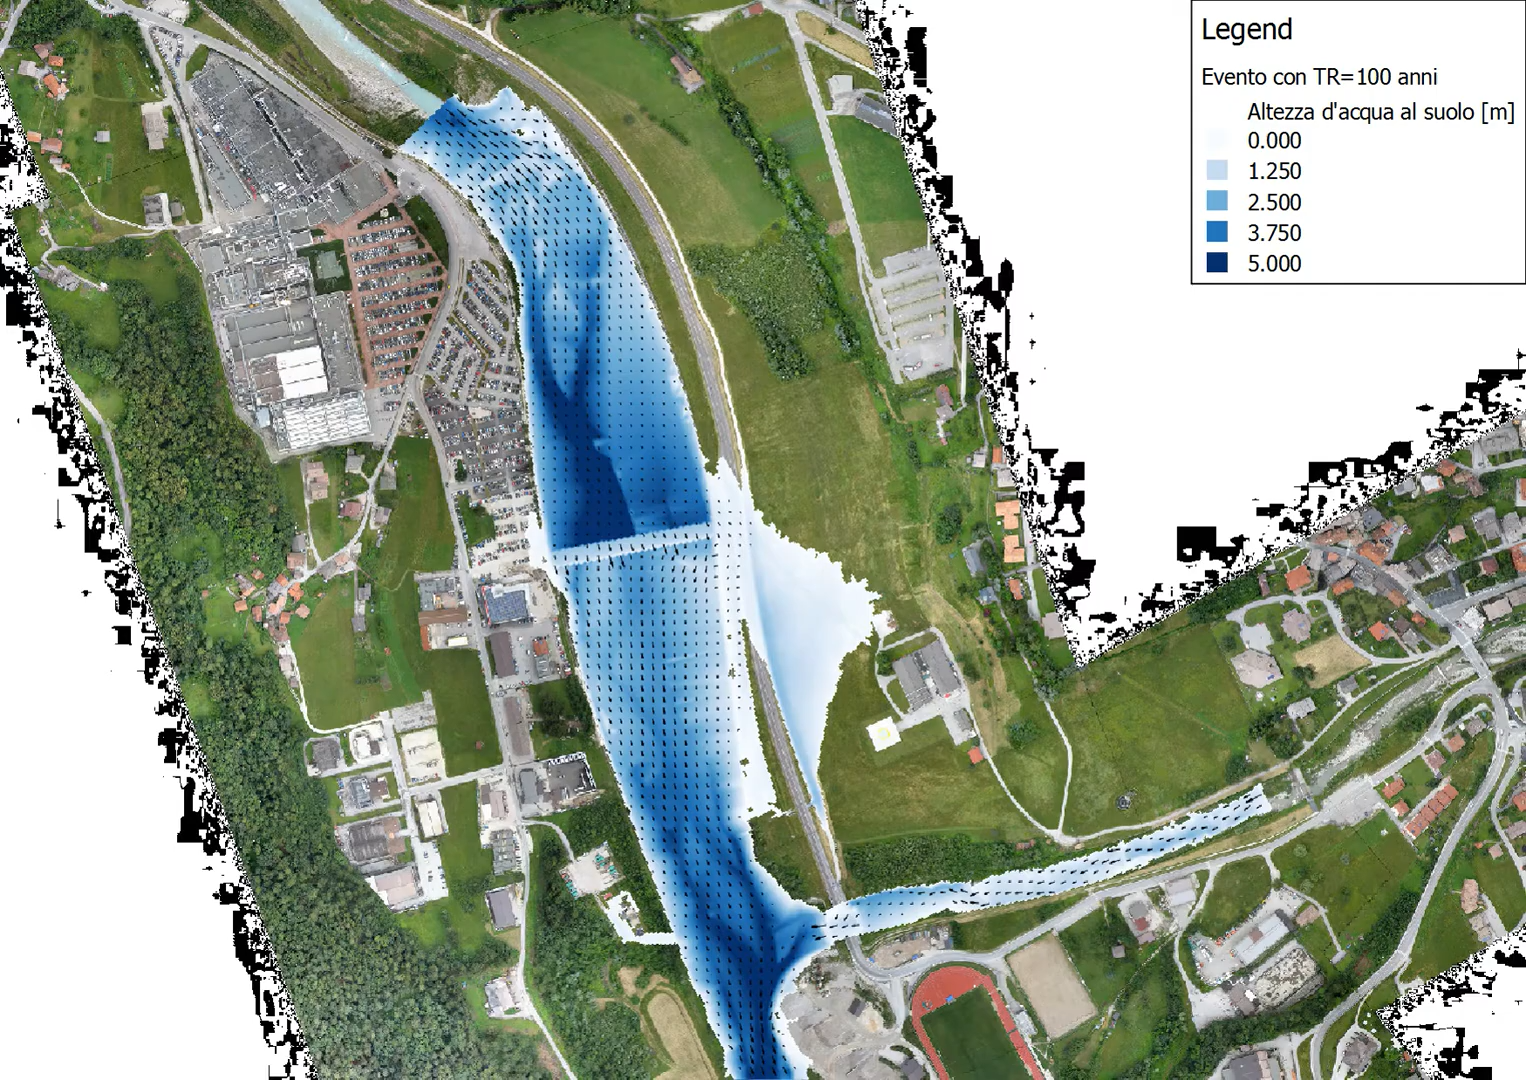 Legend
Evento con TR=100 anni
Altezza d'acqua al suolo [m]
0.000
1.250
2.500
3.750
5.000